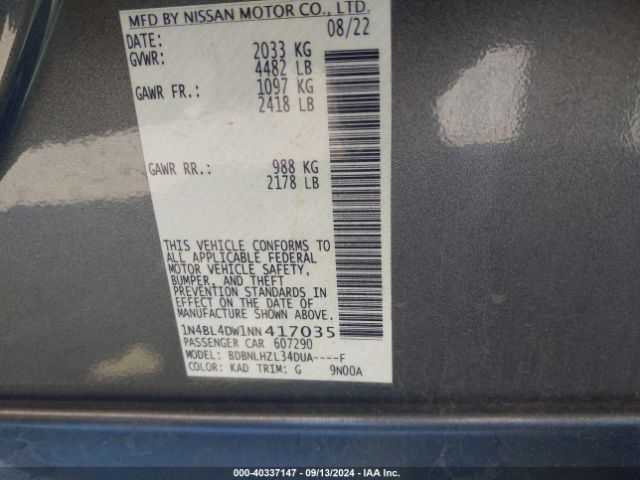 MFD BY NISSAN MOTOR CO., LTD.
DATE: 08/22
GVWR: 2033 KG
4482 LB
GAWR FR.: 1097 KG
2418 LB
GAWR RR.: 988 KG
2178 LB
THIS VEHICLE CONFORMS TO
ALL APPLICABLE FEDERAL
MOTOR VEHICLE SAFETY,
BUMPER, AND THEFT
PREVENTION STANDARDS IN
EFFECT ON THE DATE OF
MANUFACTURE SHOWN ABOVE.
1N4BL4DW1NN417035
PASSENGER CAR 607290
MODEL: BDBNLHZL34DUA----F
COLOR: KAD TRIM: G 9N00A
000-40337147 - 09/13/2024 - IAA Inc.